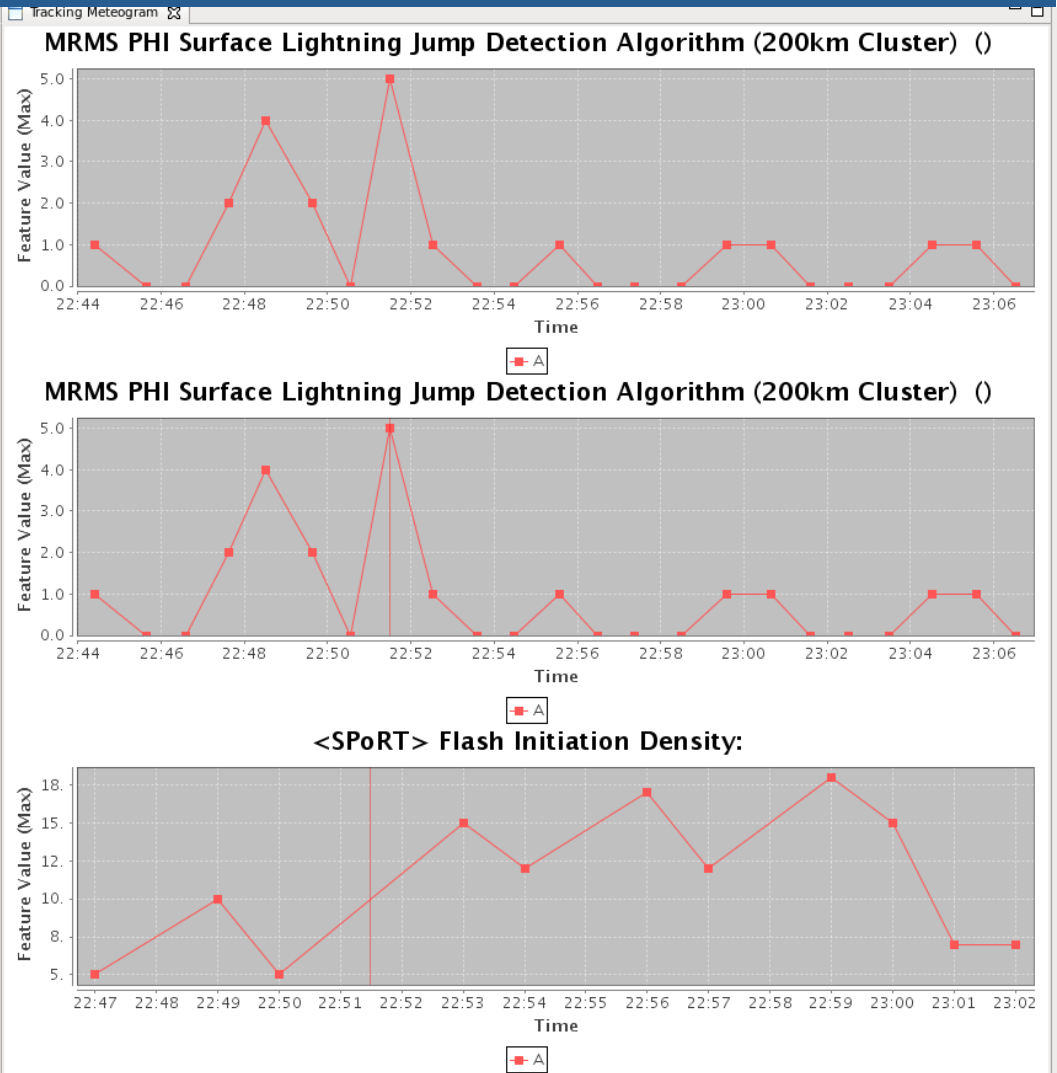 Tracking Meteogram
MRMS PHI Surface Lightning Jump Detection Algorithm (200km Cluster) ()
Feature Value (Max)
5.0
4.0
3.0
2.0
1.0
0.0
22:44 22:46 22:48 22:50 22:52 22:54 22:56 22:58 23:00 23:02 23:04 23:06
Time
A
MRMS PHI Surface Lightning Jump Detection Algorithm (200km Cluster) ()
Feature Value (Max)
5.0
4.0
3.0
2.0
1.0
0.0
22:44 22:46 22:48 22:50 22:52 22:54 22:56 22:58 23:00 23:02 23:04 23:06
Time
A
<SPoRT> Flash Initiation Density:
Feature Value (Max)
18.
15.
12.
10.
8.
5.
22:47 22:48 22:49 22:50 22:51 22:52 22:53 22:54 22:55 22:56 22:57 22:58 22:59 23:00 23:01 23:02
Time
A